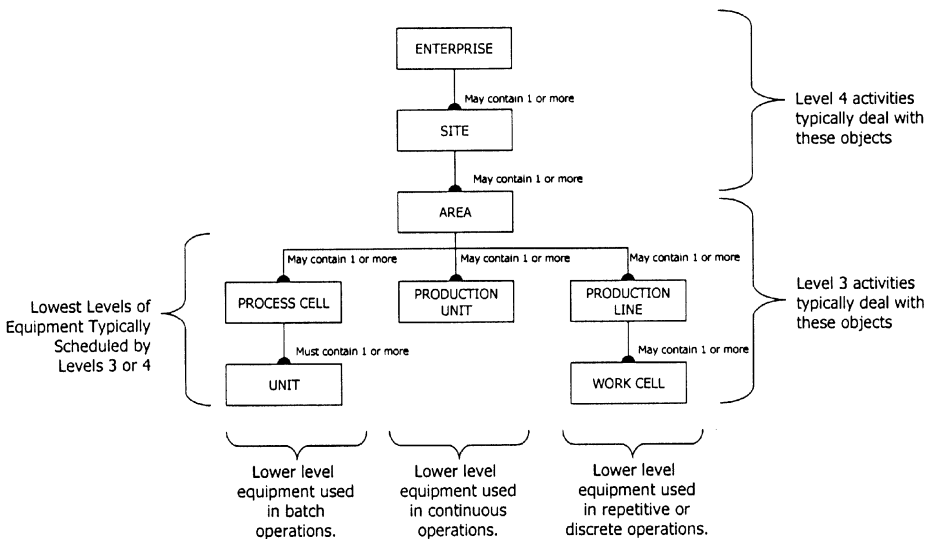 ENTERPRISE
May contain 1 or more
SITE
May contain 1 or more
AREA
Level 4 activities
typically deal with
these objects
May contain 1 or more
May contain 1 or more
May contain 1 or more
PROCESS CELL
PRODUCTION
UNIT
PRODUCTION
LINE
Must contain 1 or more
May contain 1 or more
UNIT
WORK CELL
Lowest Levels of
Equipment Typically
Scheduled by
Levels 3 or 4
Level 3 activities
typically deal with
these objects
Lower level
equipment used
in batch
operations.
Lower level
equipment used
in continuous
operations.
Lower level
equipment used
in repetitive or
discrete operations.